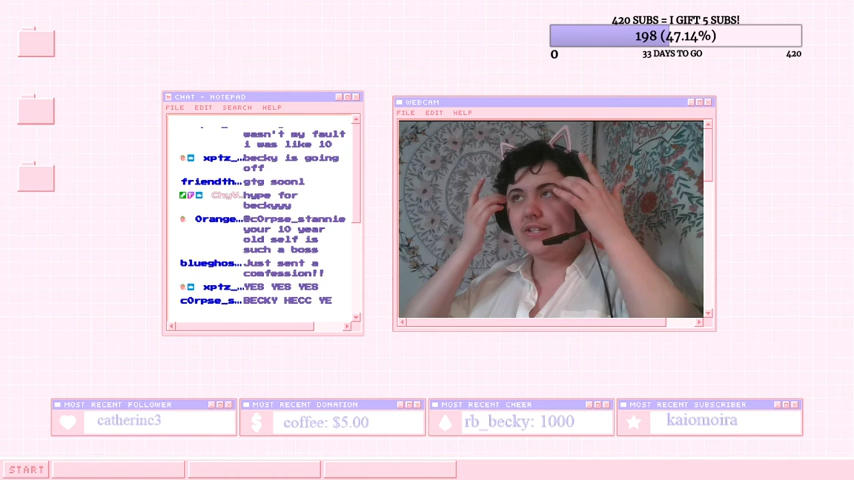 420 SUBS = I GIFT 5 SUBS!
198 (47.14%)
0
33 DAYS TO GO
420
CHAT - NOTEPAD
FILE EDIT SEARCH HELP
wasn't my fault
i was like 10
xptz_...becky is going
off
friendth...gtg soonl
hype for
beckyyy
Orange...@c0rpse_stannie
your 10 year
old self is
such a boss
blueghos...Just sent a
comfession!!
xptz_...YES YES YES
c0rpse_s...BECKY HECC YE
WEBCAM
FILE EDIT HELP
MOST RECENT FOLLOWER
catherinc3
MOST RECENT DONATION
coffee: $5.00
MOST RECENT CHEER
rb_becky: 1000
MOST RECENT SUBSCRIBER
kaiomoira
START